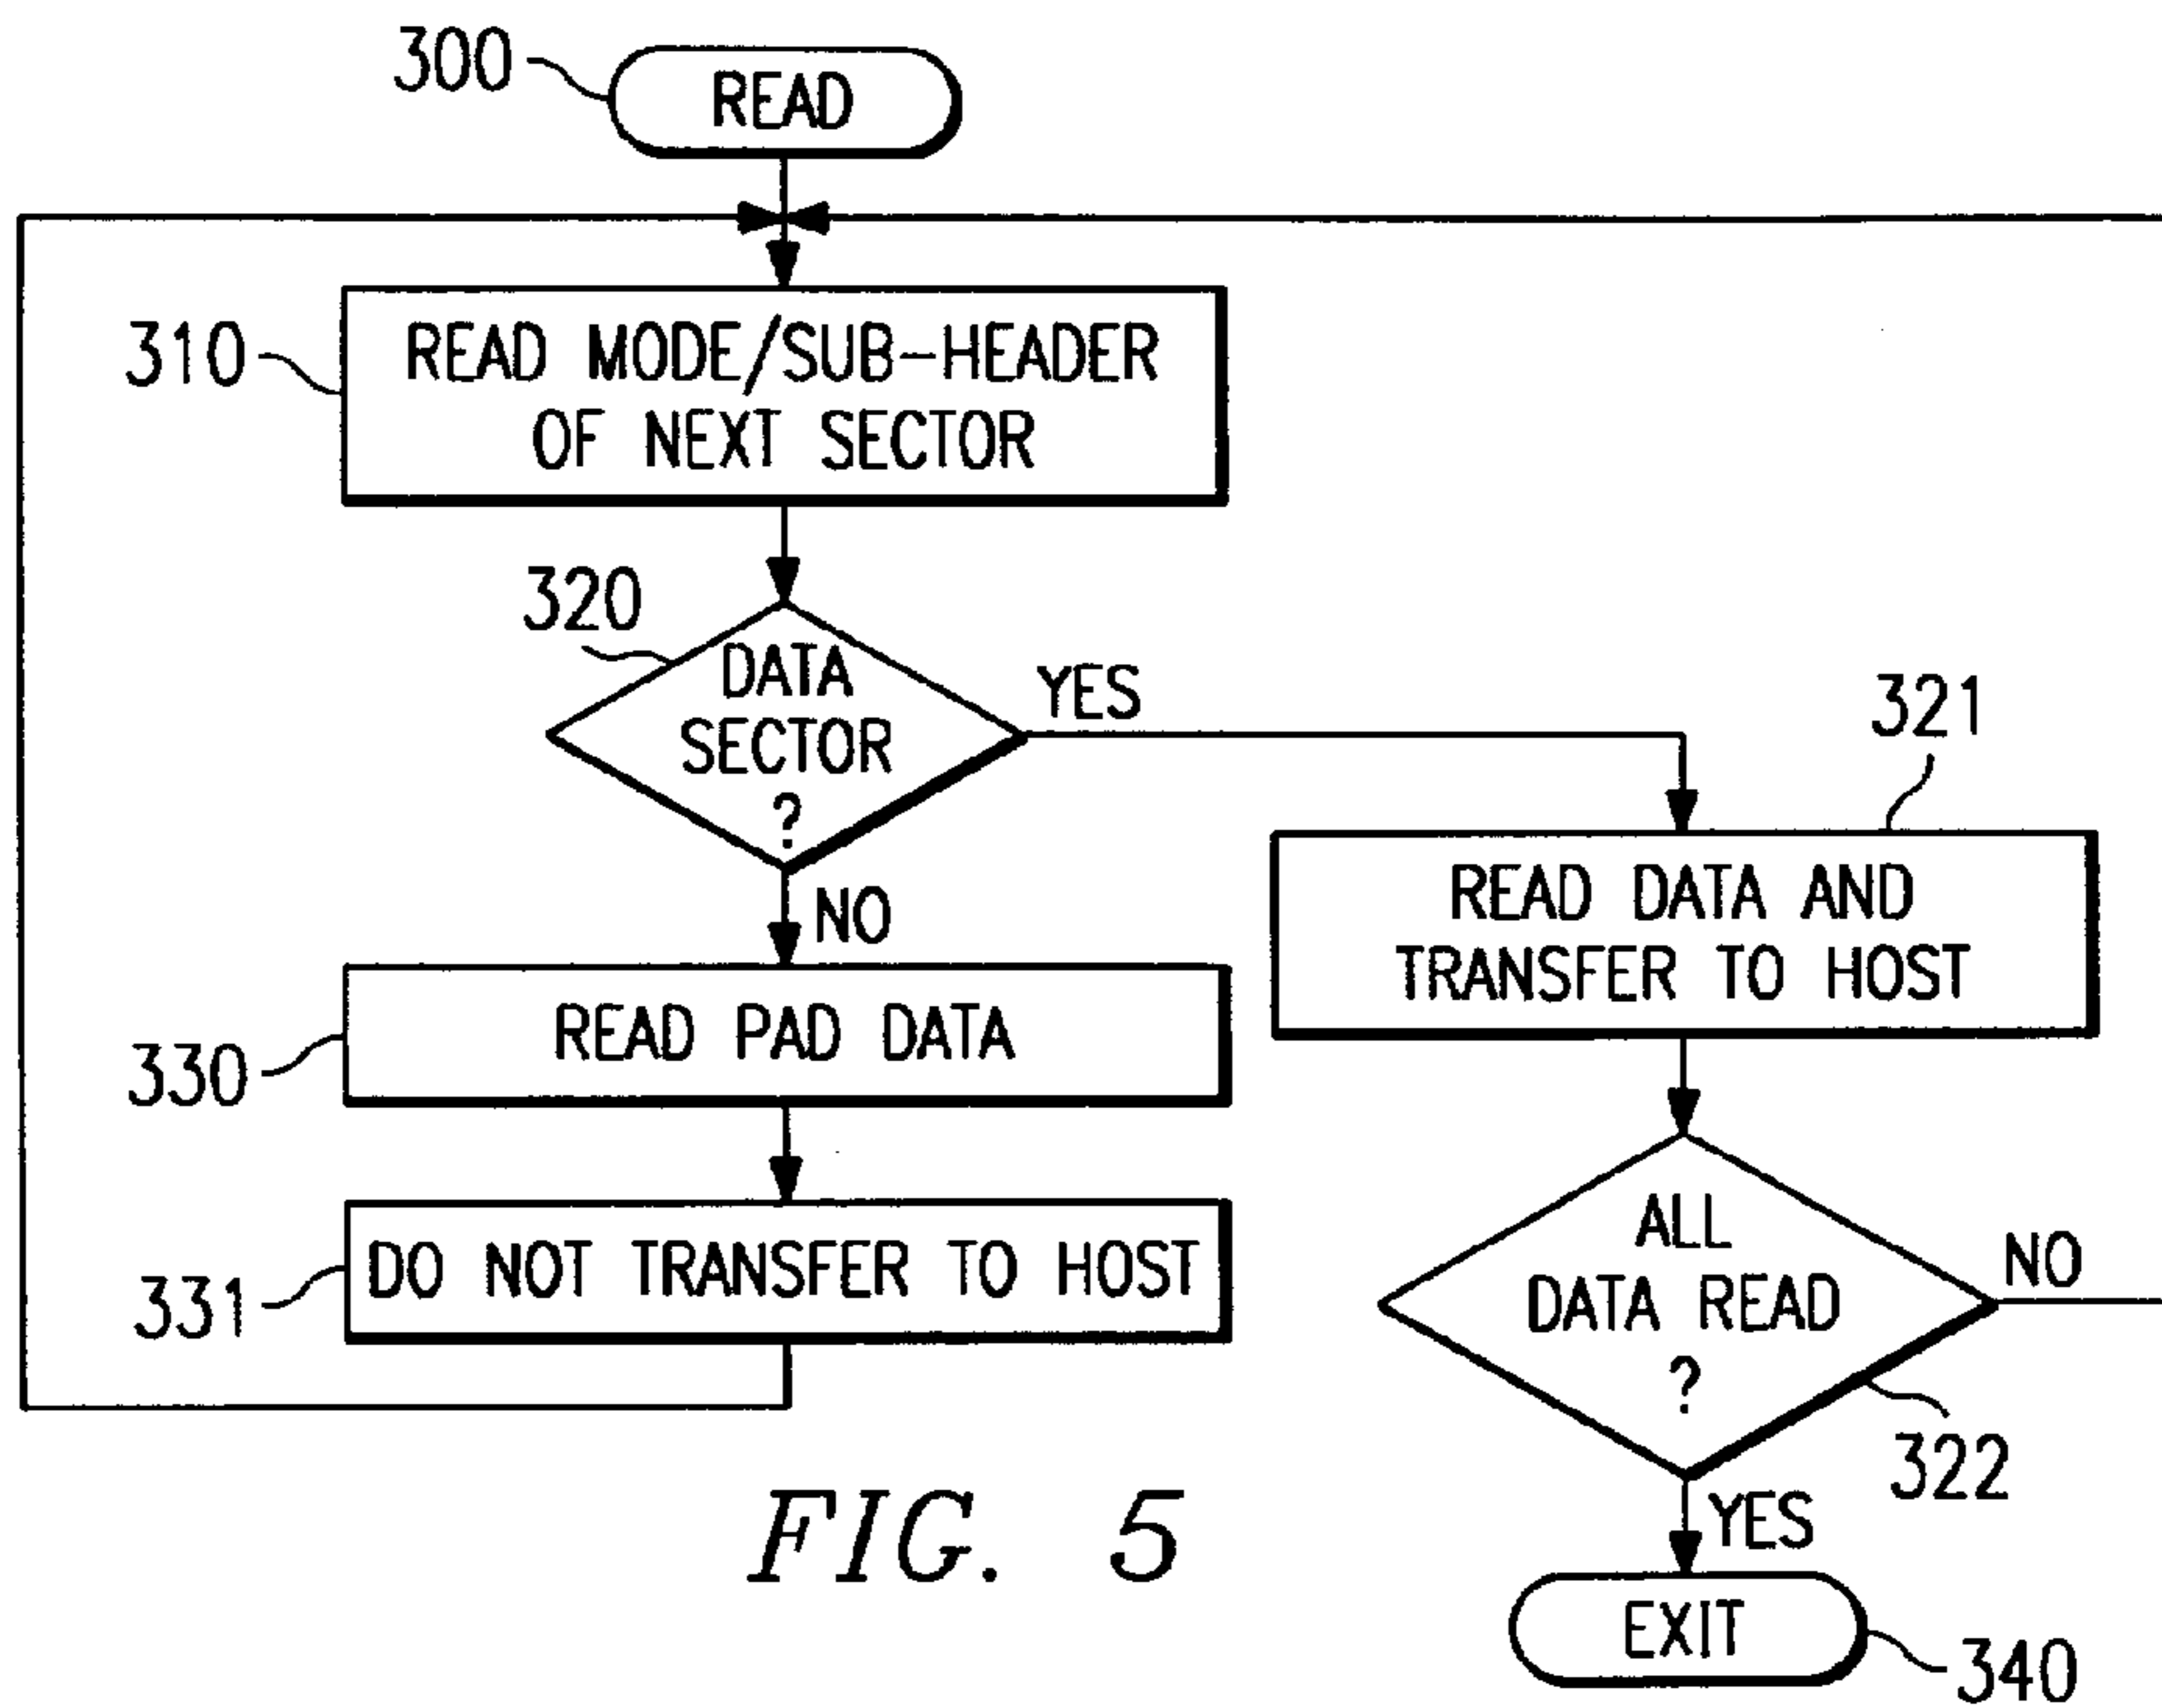 300
READ
310
READ MODE/SUB-HEADER
OF NEXT SECTOR
320
DATA
SECTOR
?
YES
NO
321
READ DATA AND
TRANSFER TO HOST
330
READ PAD DATA
331
DO NOT TRANSFER TO HOST
ALL
DATA READ
?
NO
322
YES
EXIT
340
FIG. 5